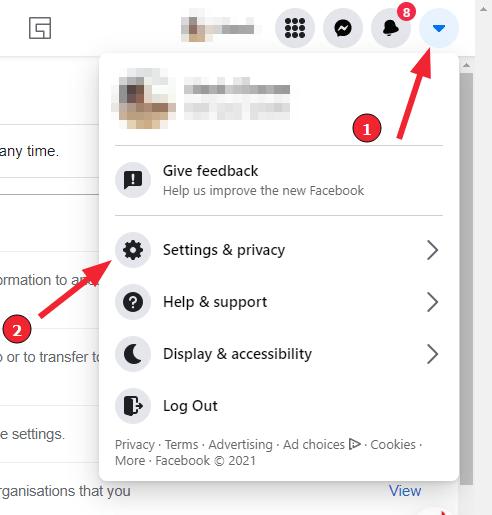 8
1
any time.
Give feedback
Help us improve the new Facebook
Settings & privacy
ormation to an
Help & support
2
o or to transfer to
Display & accessibility
Log Out
e settings.
Privacy · Terms · Advertising · Ad choices · Cookies ·
More · Facebook © 2021
rganisations that you
View